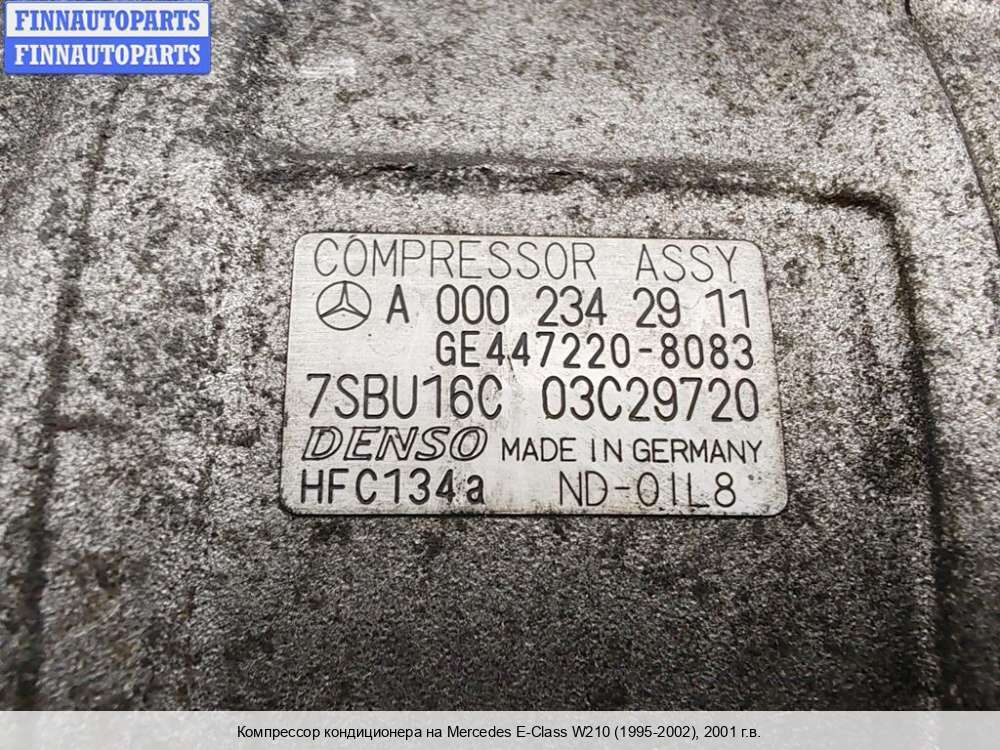 FINNAUTOPARTS
FINNAUTOPARTS
COMPRESSOR ASSY
A 000 234 29 11
GE447220-8083
7SBU16C 03C29720
DENSO MADE IN GERMANY
HFC134a ND-OIL8
Компрессор кондиционера на Mercedes E-Class W210 (1995-2002), 2001 г.в.